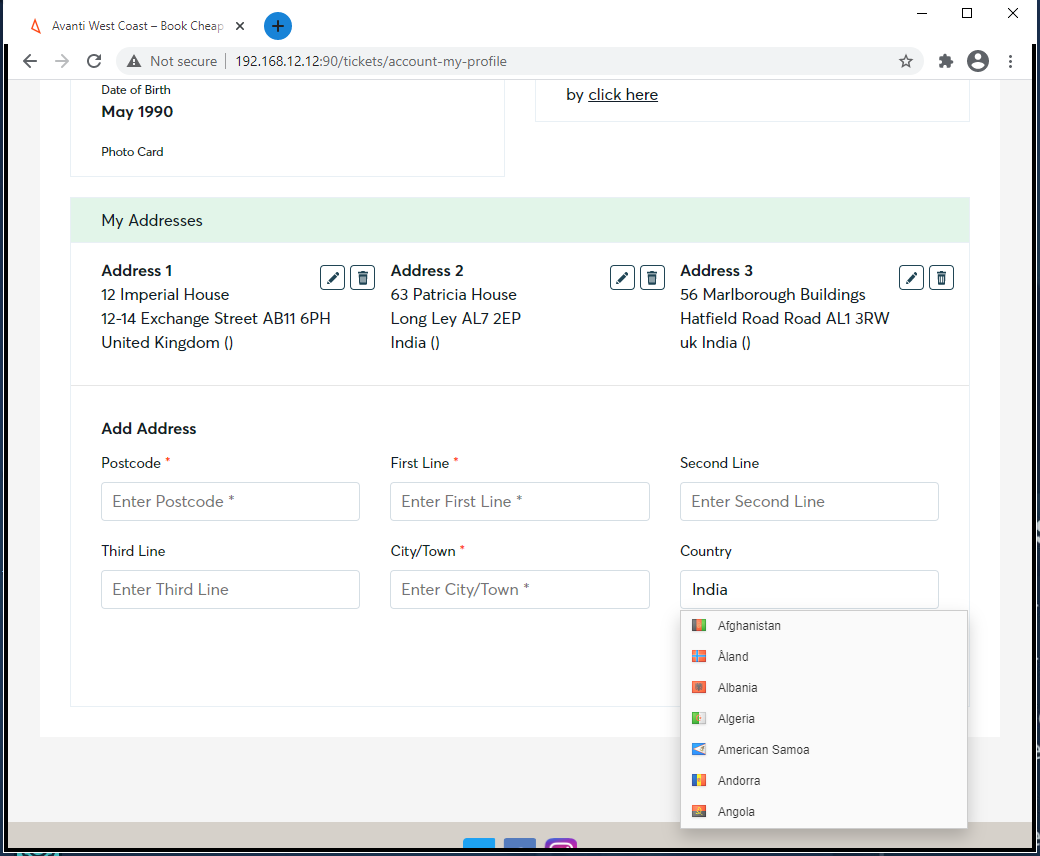 Avanti West Coast – Book Cheap
Not secure
192.168.12.12:90/tickets/account-my-profile
Date of Birth
May 1990
Photo Card
by click here
My Addresses
Address 1
12 Imperial House
12-14 Exchange Street AB11 6PH
United Kingdom ()
Address 2
63 Patricia House
Long Ley AL7 2EP
India ()
Address 3
56 Marlborough Buildings
Hatfield Road Road AL1 3RW
uk India ()
Add Address
Postcode *
First Line *
Second Line
Enter Postcode *
Enter First Line *
Enter Second Line
Third Line
City/Town *
Country
Enter Third Line
Enter City/Town *
India
Afghanistan
Åland
Albania
Algeria
American Samoa
Andorra
Angola